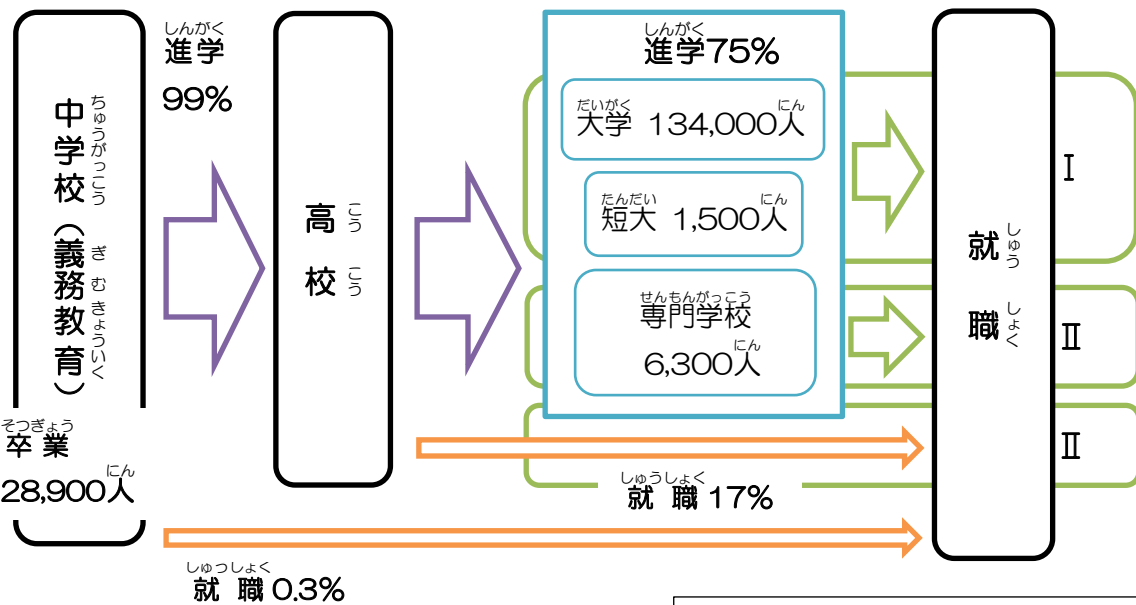 しんがく
進学
99%
ちゅうがっこう ぎむきょういく
中学校（義務教育）
そつぎょう
卒業
にん
28,900人
こうこう
高校
しんがく
進学75%
だいがく にん
大学 134,000人
たんだい にん
短大 1,500人
せんもんがっこう
専門学校
にん
6,300人
しゅうしょく
就職
Ⅰ
Ⅱ
Ⅱ
しゅうしょく
就職17%
しゅっしょく
就職0.3%